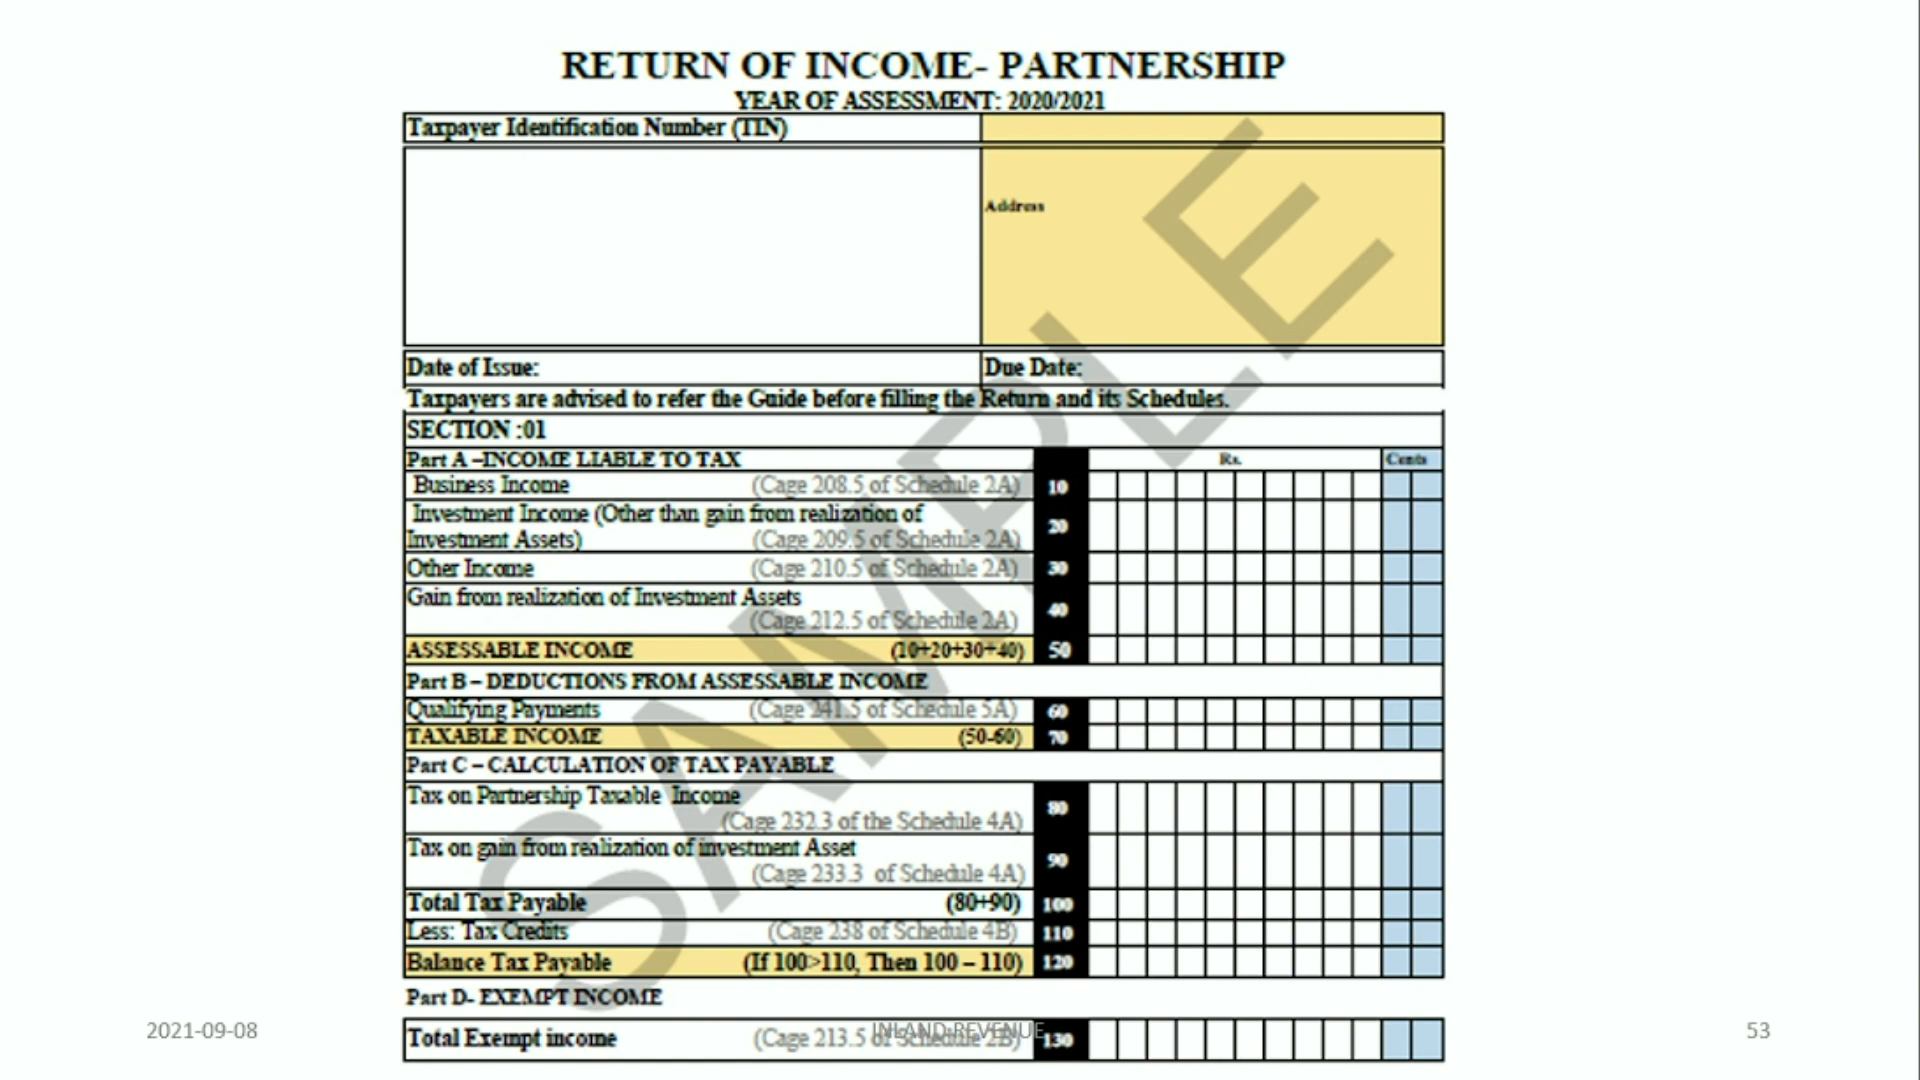 RETURN OF INCOME- PARTNERSHIP
YEAR OF ASSESSMENT: 2020/2021
Taxpayer Identification Number (TIN)
Address
Date of Issue: Due Date:
Taxpayers are advised to refer the Guide before filling the Return and its Schedules.
SECTION :01
Part A –INCOME LIABLE TO TAX Rs. Cents
Business Income (Cage 208.5 of Schedule 2A) 10
Investment Income (Other than gain from realization of
Investment Assets) (Cage 209.5 of Schedule 2A) 20
Other Income (Cage 210.5 of Schedule 2A) 30
Gain from realization of Investment Assets
(Cage 212.5 of Schedule 2A) 40
ASSESSABLE INCOME (10+20+30+40) 50
Part B – DEDUCTIONS FROM ASSESSABLE INCOME
Qualifying Payments (Cage 241.5 of Schedule 5A) 60
TAXABLE INCOME (50-60) 70
Part C – CALCULATION OF TAX PAYABLE
Tax on Partnership Taxable Income
(Cage 232.3 of the Schedule 4A) 80
Tax on gain from realization of investment Asset
(Cage 233.3 of Schedule 4A) 90
Total Tax Payable (80+90) 100
Less: Tax Credits (Cage 238 of Schedule 4B) 110
Balance Tax Payable (If 100>110, Then 100 – 110) 120
Part D- EXEMPT INCOME
Total Exempt income (Cage 213.5 of Schedule 2B) 130
SAMPLE
2021-09-08 INLAND REVENUE 53